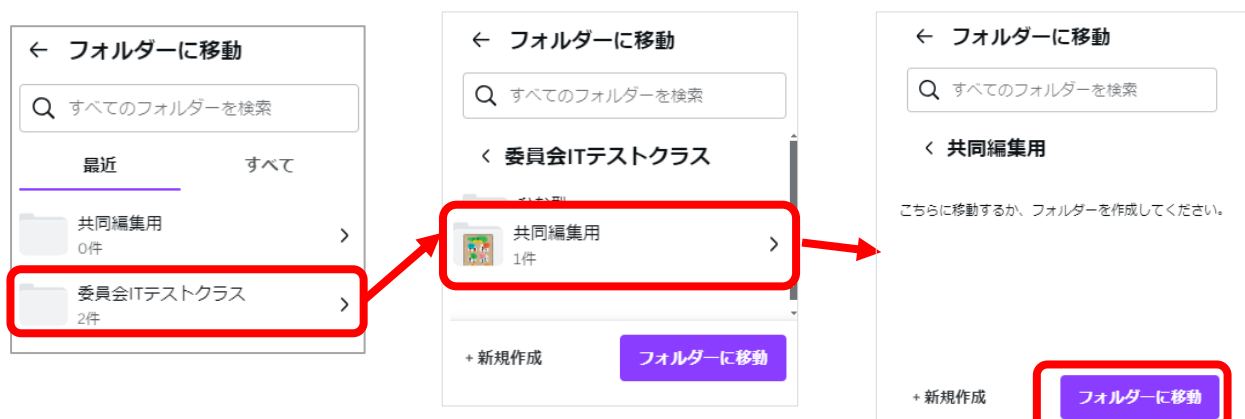 フォルダーに移動
すべてのフォルダーを検索
最近 すべて
共同編集用
0件
委員会ITテストクラス
2件
フォルダーに移動
すべてのフォルダーを検索
委員会ITテストクラス
共同編集用
1件
+ 新規作成 フォルダーに移動
フォルダーに移動
すべてのフォルダーを検索
共同編集用
こちらに移動するか、フォルダーを作成してください。
+ 新規作成 フォルダーに移動